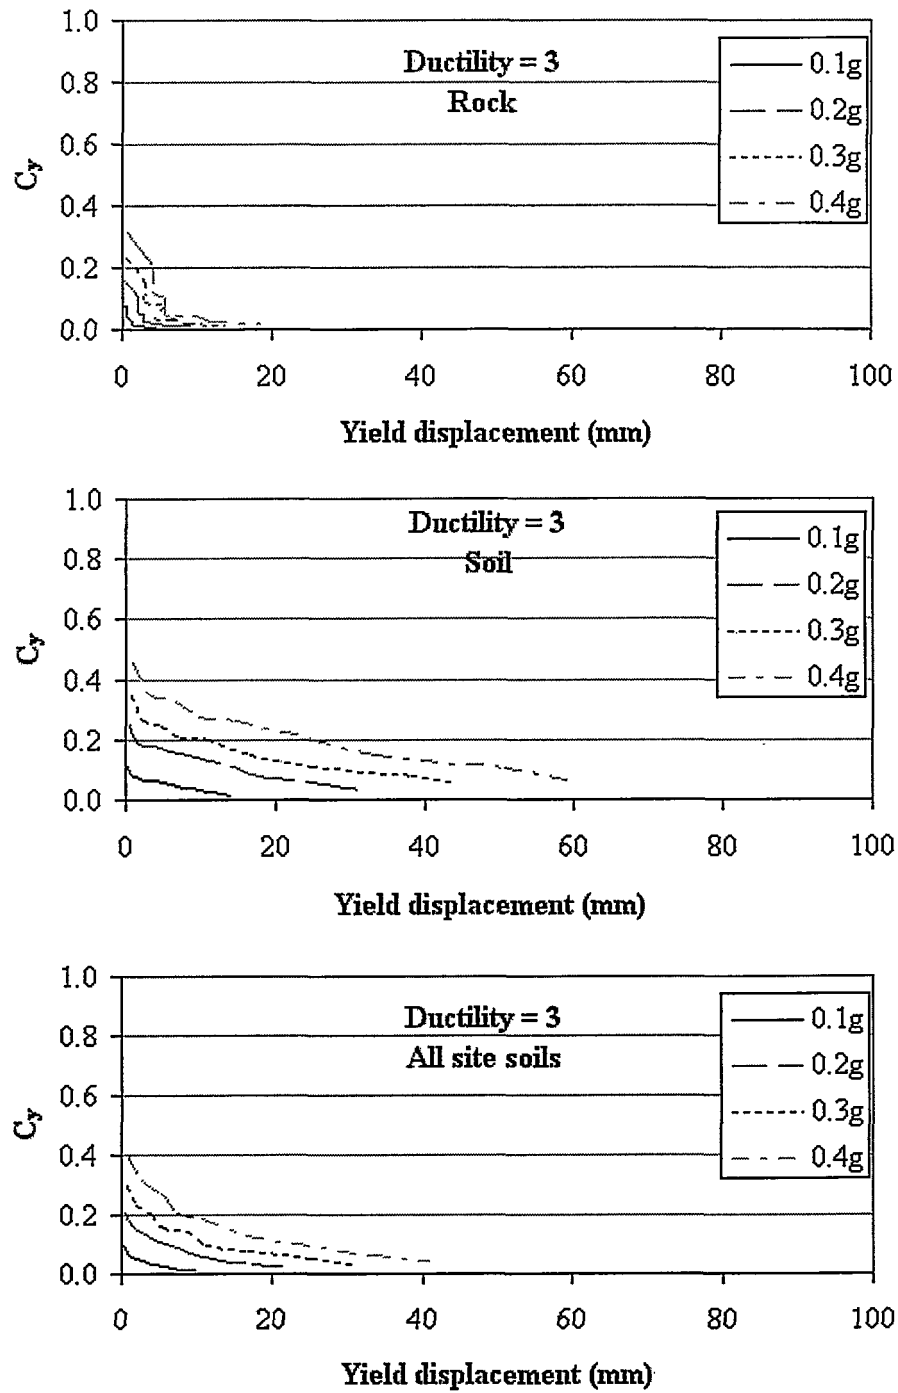 1.0
Ductility = 3
Rock
0.1g
0.2g
0.3g
0.4g
0.8
0.6
0.4
0.2
0.0
Cy
0 20 40 60 80 100
Yield displacement (mm)
1.0
Ductility = 3
Soil
0.1g
0.2g
0.3g
0.4g
0.8
0.6
0.4
0.2
0.0
Cy
0 20 40 60 80 100
Yield displacement (mm)
1.0
Ductility = 3
All site soils
0.1g
0.2g
0.3g
0.4g
0.8
0.6
0.4
0.2
0.0
Cy
0 20 40 60 80 100
Yield displacement (mm)